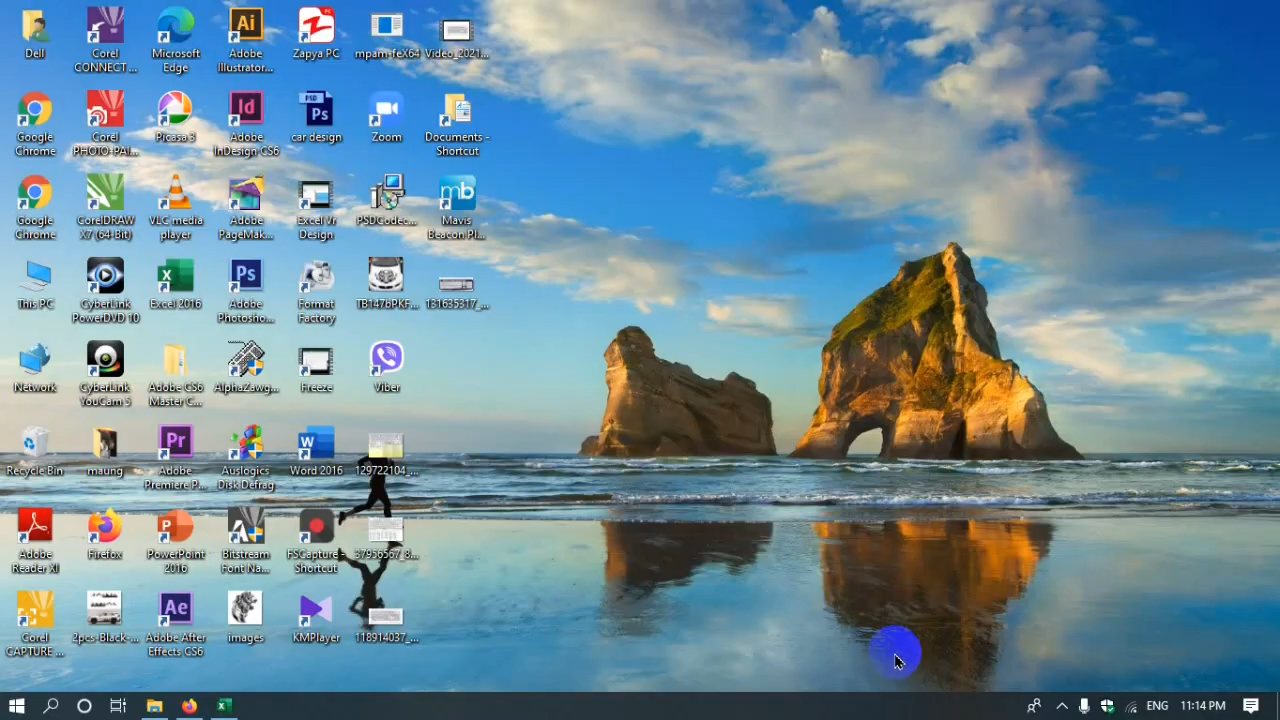 Dell
Corel
CONNECT ...
Microsoft
Edge
Adobe
Illustrator...
Zapya PC
mpam-feX64
Video_2021...
Google
Chrome
Corel
PHOTO-PAI...
Picasa 3
Adobe
InDesign CS6
car design
Zoom
Documents -
Shortcut
Google
Chrome
CorelDRAW
X7 (64-Bit)
VLC media
player
Adobe
PageMak...
Excel Vr
Design
PSDCodec...
Mavis
Beacon Pl...
This PC
CyberLink
PowerDVD 10
Excel 2016
Adobe
Photosho...
Format
Factory
TB147bPKF...
131635317_...
Network
CyberLink
YouCam 5
Adobe CS6
Master C...
AlphaZawg...
Freeze
Viber
Recycle Bin
maung
Adobe
Premiere P...
Auslogics
Disk Defrag
Word 2016
129722104_...
Adobe
Reader XI
Firefox
PowerPoint
2016
Bitstream
Font Na...
FSCapture -
Shortcut
37956567_8...
Corel
CAPTURE ...
2pcs-Black-...
Adobe After
Effects CS6
images
KMPlayer
118914037_...
ENG
11:14 PM